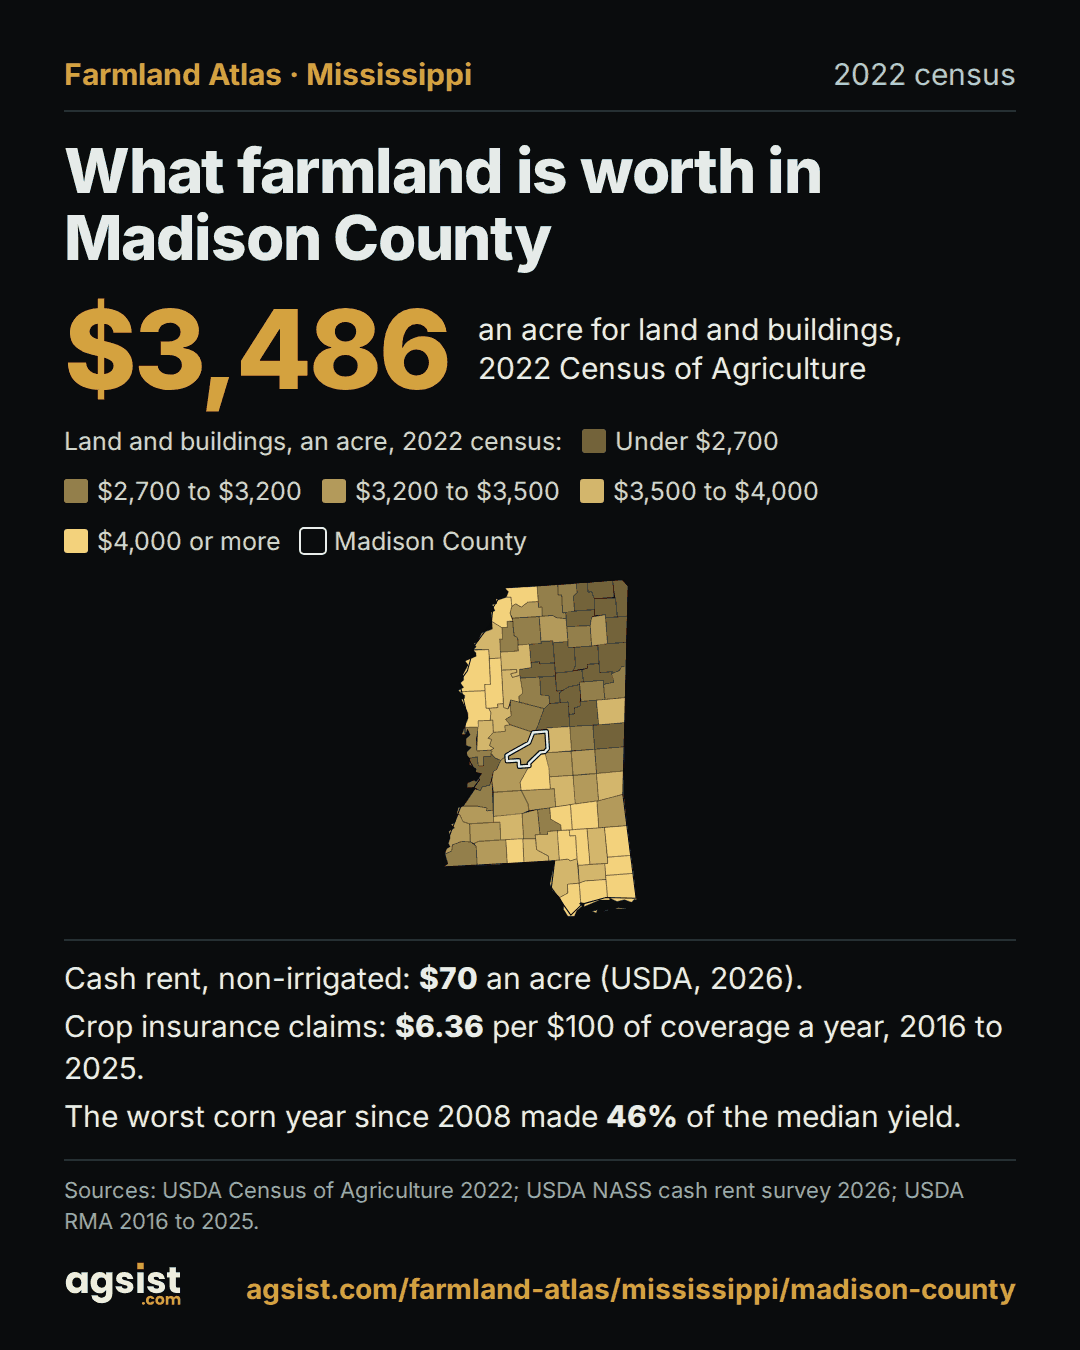 Farmland Atlas · Mississippi
2022 census
What farmland is worth in
Madison County
$3,486
an acre for land and buildings,
2022 Census of Agriculture
Land and buildings, an acre, 2022 census: Under $2,700
$2,700 to $3,200 $3,200 to $3,500 $3,500 to $4,000
$4,000 or more Madison County
Cash rent, non-irrigated: $70 an acre (USDA, 2026).
Crop insurance claims: $6.36 per $100 of coverage a year, 2016 to
2025.
The worst corn year since 2008 made 46% of the median yield.
Sources: USDA Census of Agriculture 2022; USDA NASS cash rent survey 2026; USDA
RMA 2016 to 2025.
agsist
.com
agsist.com/farmland-atlas/mississippi/madison-county